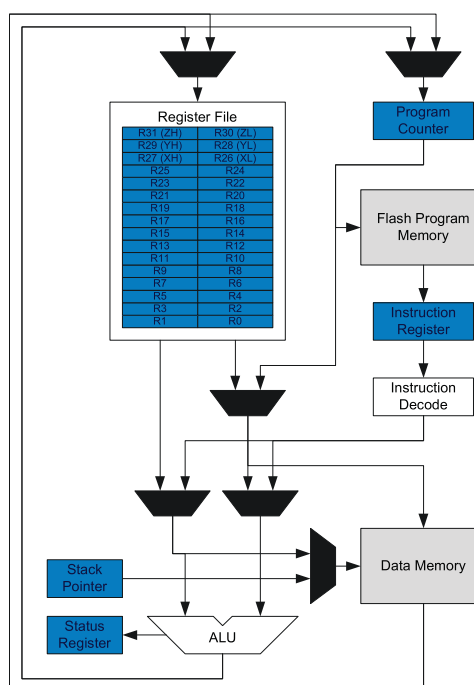 Register File
R31 (ZH) R30 (ZL)
R29 (YH) R28 (YL)
R27 (XH) R26 (XL)
R25 R24
R23 R22
R21 R20
R19 R18
R17 R16
R15 R14
R13 R12
R11 R10
R9 R8
R7 R6
R5 R4
R3 R2
R1 R0
Program
Counter
Flash Program
Memory
Instruction
Register
Instruction
Decode
Stack
Pointer
Data Memory
Status
Register
ALU